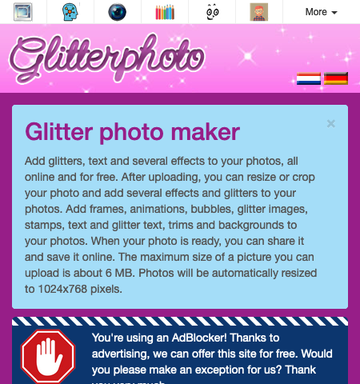 More
Glitterphoto
Glitter photo maker
×
Add glitters, text and several effects to your photos, all
online and for free. After uploading, you can resize or crop
your photo and add several effects and glitters to your
photos. Add frames, animations, bubbles, glitter images,
stamps, text and glitter text, trims and backgrounds to
your photos. When your photo is ready, you can share it
and save it online. The maximum size of a picture you can
upload is about 6 MB. Photos will be automatically resized
to 1024x768 pixels.
You're using an AdBlocker! Thanks to
advertising, we can offer this site for free. Would
you please make an exception for us? Thank
you very much